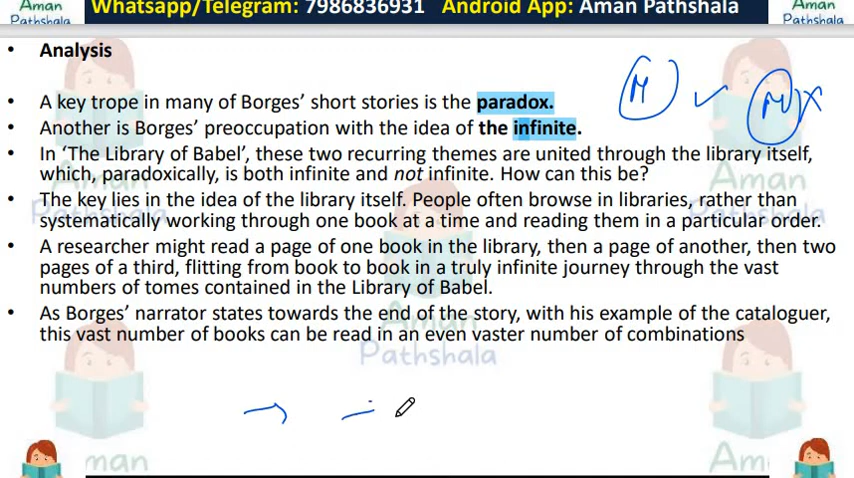 Aman
Pathshala
Whatsapp/Telegram: 7986836931 Android App: Aman Pathshala
Aman
Pathshala
• Analysis
• A key trope in many of Borges’ short stories is the paradox.
• Another is Borges’ preoccupation with the idea of the infinite.
• In ‘The Library of Babel’, these two recurring themes are united through the library itself,
which, paradoxically, is both infinite and not infinite. How can this be?
• The key lies in the idea of the library itself. People often browse in libraries, rather than
systematically working through one book at a time and reading them in a particular order.
• A researcher might read a page of one book in the library, then a page of another, then two
pages of a third, flitting from book to book in a truly infinite journey through the vast
numbers of tomes contained in the Library of Babel.
• As Borges’ narrator states towards the end of the story, with his example of the cataloguer,
this vast number of books can be read in an even vaster number of combinations
Aman
Pathshala
man
Am